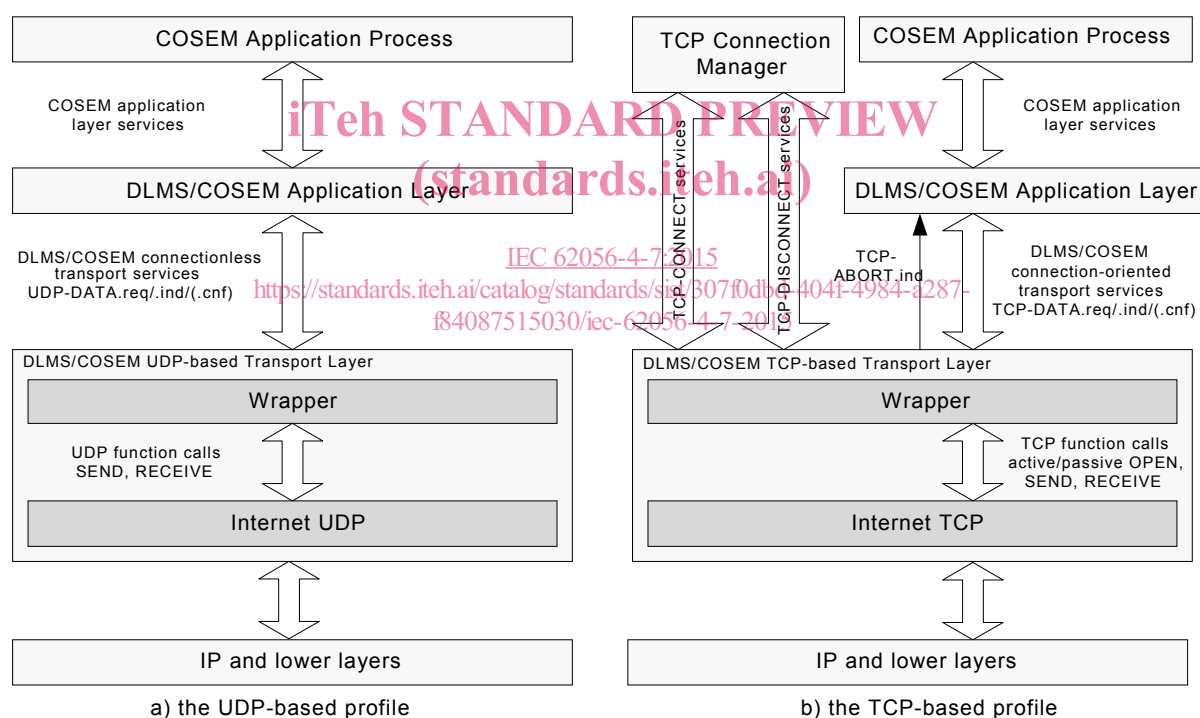 COSEM Application Process
COSEM application
layer services
DLMS/COSEM Application Layer
DLMS/COSEM connectionless
transport services
UDP-DATA.req/.ind/(.cnf)
DLMS/COSEM UDP-based Transport Layer
Wrapper
UDP function calls
SEND, RECEIVE
Internet UDP
IP and lower layers
a) the UDP-based profile
TCP Connection
Manager
COSEM Application Process
TCP-CONNECT services
TCP-DISCONNECT services
COSEM application
layer services
DLMS/COSEM Application Layer
TCP-
ABORT.ind
DLMS/COSEM
connection-oriented
transport services
TCP-DATA.req/.ind/(.cnf)
DLMS/COSEM TCP-based Transport Layer
Wrapper
TCP function calls
active/passive OPEN,
SEND, RECEIVE
Internet TCP
IP and lower layers
b) the TCP-based profile
iTeh STANDARD PREVIEW
(standards.iteh.ai)
IEC 62056-4-7:2015
https://standards.iteh.ai/catalog/standards/sist/307f0dbd-404f-4984-a287-
f84087515030/iec-62056-4-7-2015